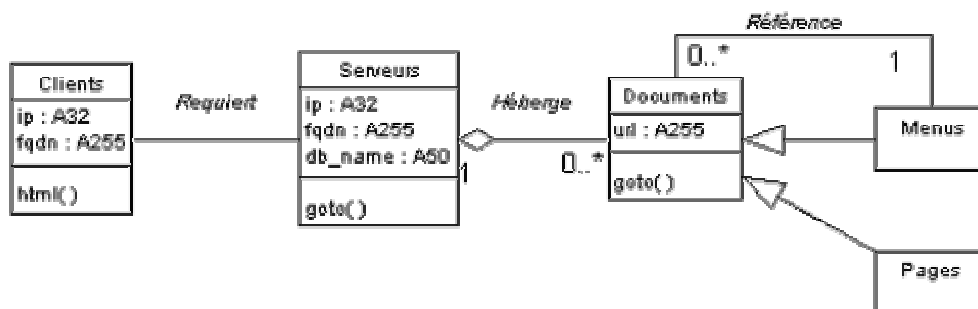 Référence
0..*
1
Clients
ip : A32
fqdn : A255
html()
Requiert
Serveurs
ip : A32
fqdn : A255
db_name : A50
goto()
Héberge
1
0..*
Documents
url : A255
goto()
Menus
Pages